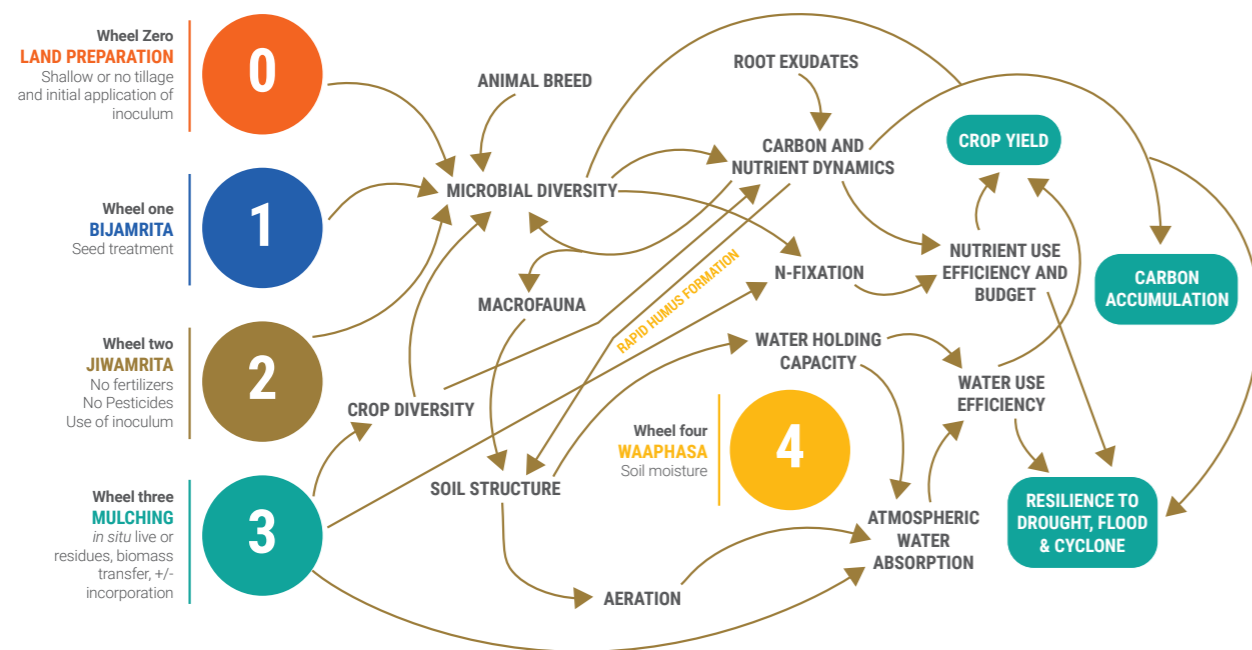 Wheel Zero
LAND PREPARATION
Shallow or no tillage
and initial application of
inoculum
0
Wheel one
BIJAMRITA
Seed treatment
1
Wheel two
JIWAMRITA
No fertilizers
No Pesticides
Use of inoculum
2
Wheel three
MULCHING
in situ live or
residues, biomass
transfer, +/-
incorporation
3
ANIMAL BREED
ROOT EXUDATES
MICROBIAL DIVERSITY
CARBON AND
NUTRIENT DYNAMICS
CROP YIELD
N-FIXATION
NUTRIENT USE
EFFICIENCY AND
BUDGET
CARBON
ACCUMULATION
MACROFAUNA
RAPID HUMUS FORMATION
WATER HOLDING
CAPACITY
CROP DIVERSITY
WATER USE
EFFICIENCY
Wheel four
WAAPHASA
Soil moisture
4
SOIL STRUCTURE
ATMOSPHERIC
WATER
ABSORPTION
RESILIENCE TO
DROUGHT, FLOOD
& CYCLONE
AERATION